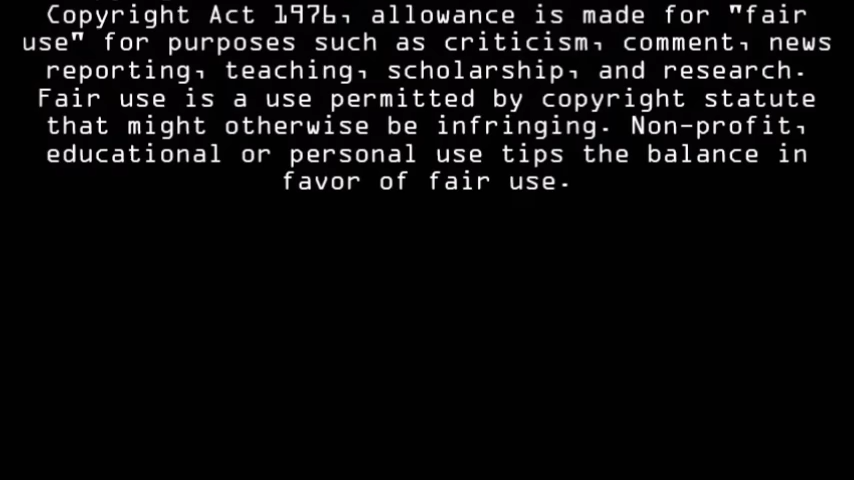 Copyright Act 1976, allowance is made for "fair
use" for purposes such as criticism, comment, news
reporting, teaching, scholarship, and research.
Fair use is a use permitted by copyright statute
that might otherwise be infringing. Non-profit,
educational or personal use tips the balance in
favor of fair use.